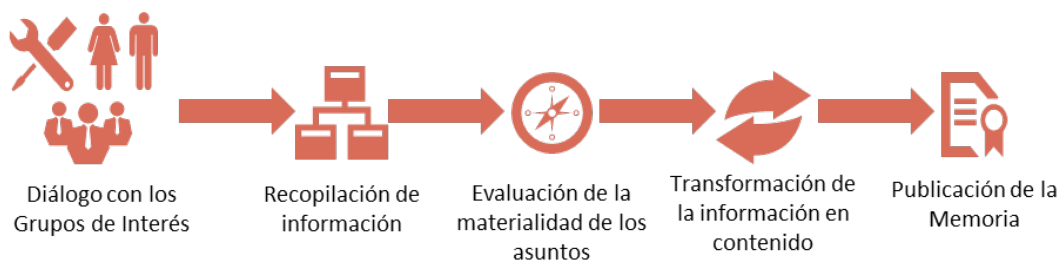 Diálogo con los
Grupos de Interés
Recopilación de
información
Evaluación de la
materialidad de los
asuntos
Transformación de
la información en
contenido
Publicación de la
Memoria